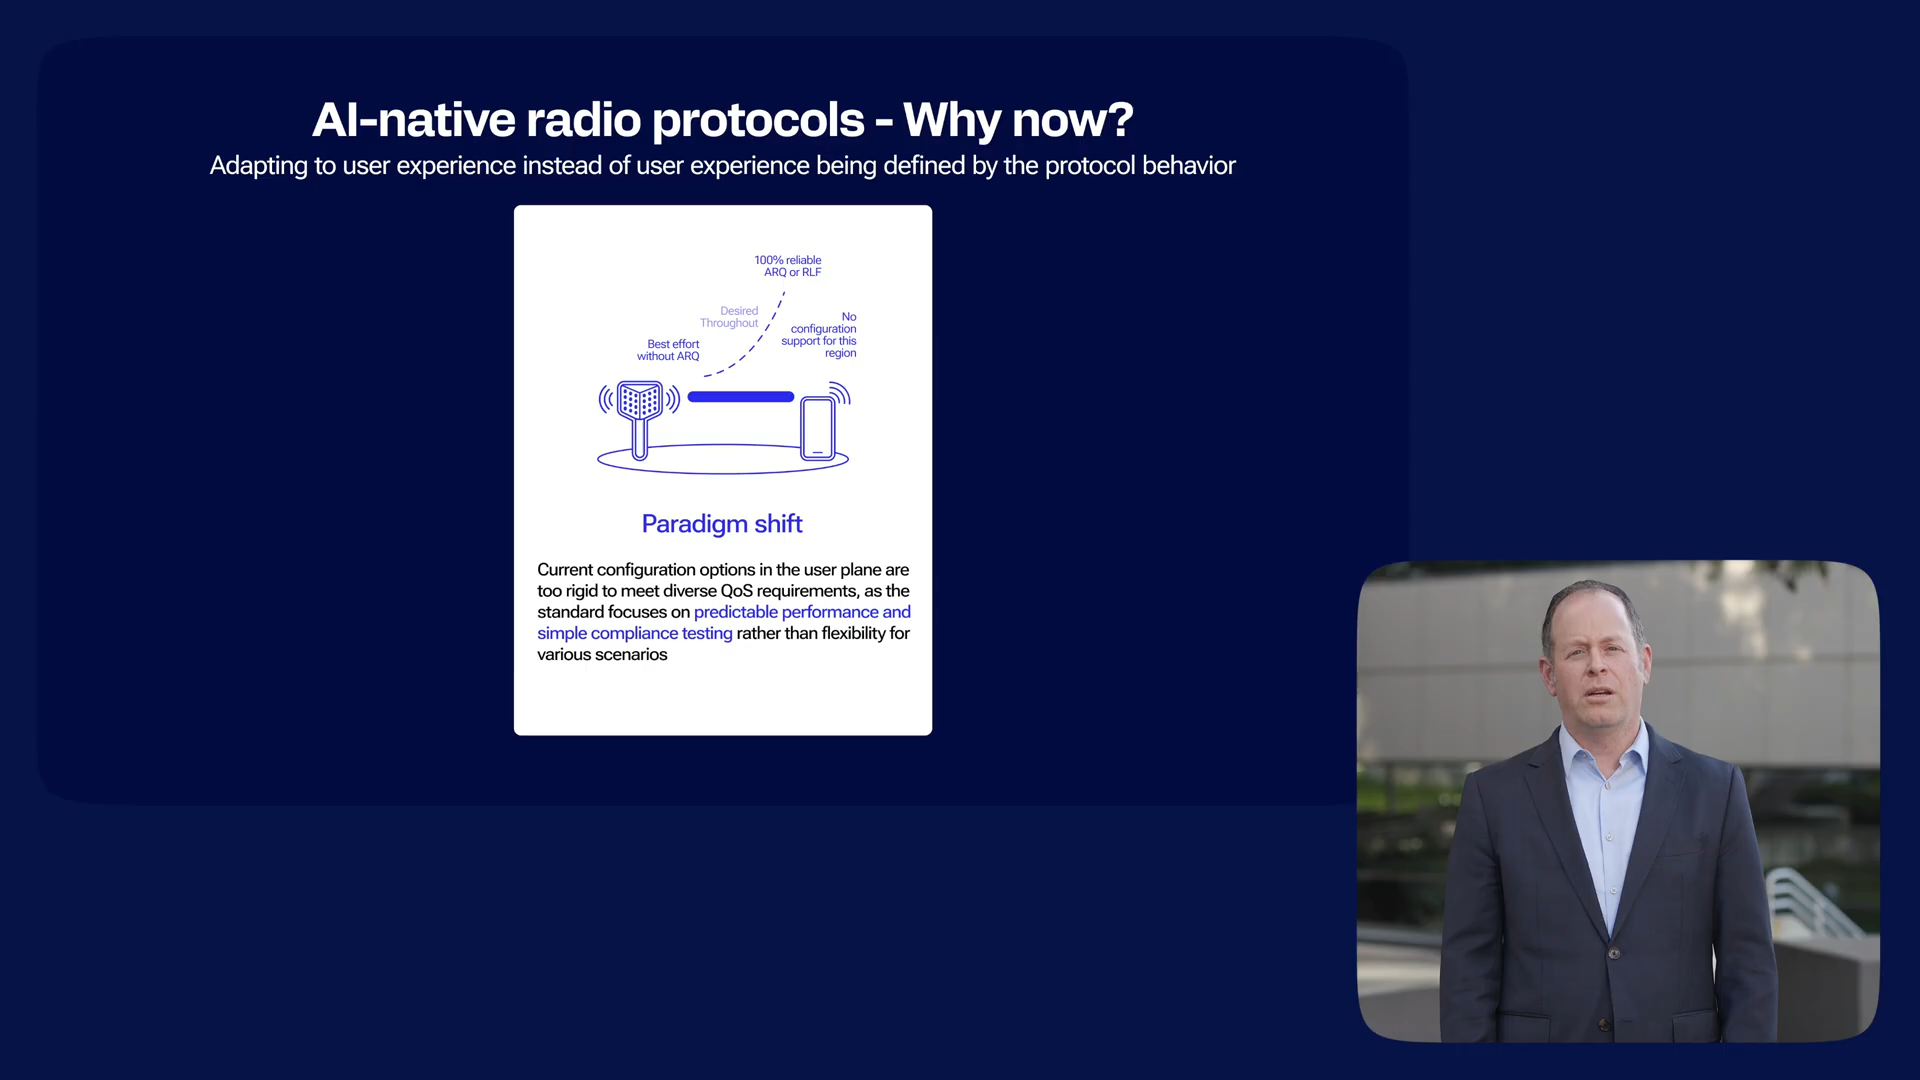 AI-native radio protocols - Why now?
Adapting to user experience instead of user experience being defined by the protocol behavior
100% reliable
ARQ or RLF
Desired
Throughout
No
configuration
support for this
region
Best effort
without ARQ
Paradigm shift
Current configuration options in the user plane are
too rigid to meet diverse QoS requirements, as the
standard focuses on predictable performance and
simple compliance testing rather than flexibility for
various scenarios